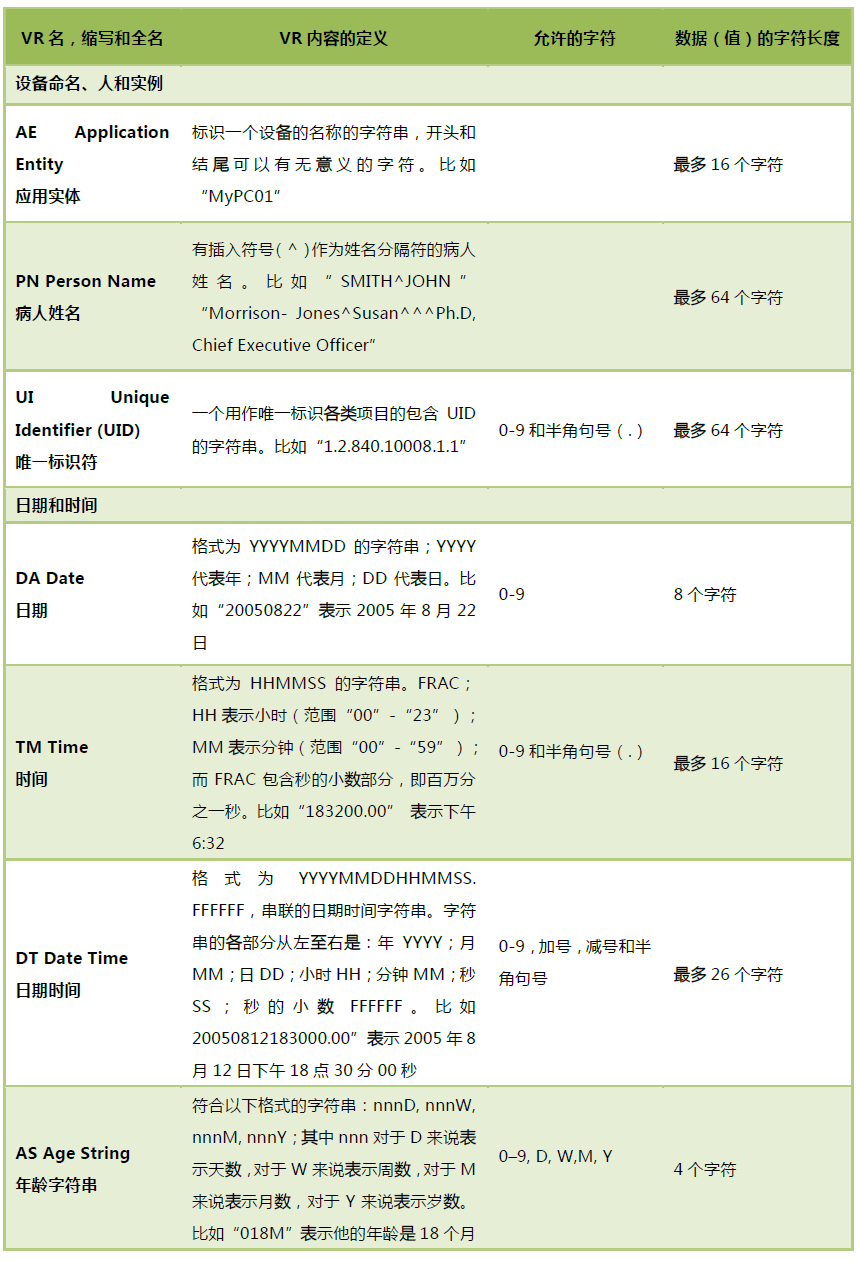 VR 名，缩写和全名 VR 内容的定义 允许的字符 数据（值）的字符长度
设备命名、人和实例
AE Application
Entity
应用实体
标识一个设备的名称的字符串，开头和
结尾可以有无意义的字符。比如
“MyPC01”
最多 16 个字符
PN Person Name
病人姓名
有插入符号( ^ )作为姓名分隔符的病人
姓名。比如 ” SMITH^JOHN ”
“Morrison- Jones^Susan^^^Ph.D,
Chief Executive Officer”
最多 64 个字符
UI Unique
Identifier (UID)
唯一标识符
一个用作唯一标识各类项目的包含 UID
的字符串。比如“1.2.840.10008.1.1”
0-9 和半角句号（.）
最多 64 个字符
日期和时间
DA Date
日期
格式为 YYYYMMDD 的字符串；YYYY
代表年；MM 代表月；DD 代表日。比
如“20050822”表示 2005 年 8 月 22
日
0-9
8 个字符
TM Time
时间
格式为 HHMMSS 的字符串。FRAC；
HH 表示小时（范围“00”-“23”）；
MM 表示分钟（范围“00”-“59”）；
而 FRAC 包含秒的小数部分，即百万分
之一秒。比如“183200.00” 表示下午
6:32
0-9 和半角句号（.）
最多 16 个字符
DT Date Time
日期时间
格式为 YYYYMMDDHHMMSS.
FFFFFF，串联的日期时间字符串。字符
串的各部分从左至右是：年 YYYY；月
MM；日 DD；小时 HH；分钟 MM；秒
SS；秒的小数 FFFFFF。比如
20050812183000.00”表示 2005 年 8
月 12 日下午 18 点 30 分 00 秒
0-9，加号，减号和半
角句号
最多 26 个字符
AS Age String
年龄字符串
符合以下格式的字符串：nnnD, nnnW,
nnnM, nnnY；其中 nnn 对于 D 来说表
示天数，对于 W 来说表示周数，对于 M
来说表示月数，对于 Y 来说表示岁数。
比如“018M”表示他的年龄是 18 个月
0–9, D, W,M, Y
4 个字符